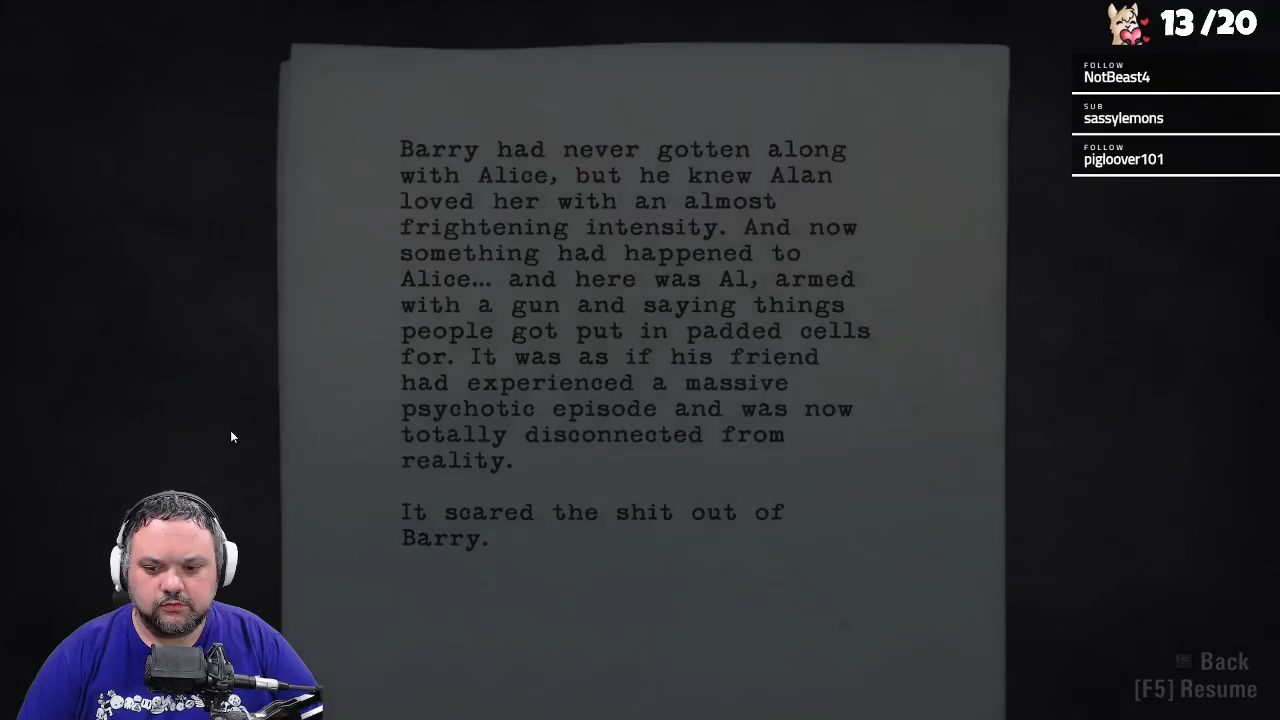 13 /20
FOLLOW
NotBeast4
SUB
sassylemons
FOLLOW
pigloover101
Barry had never gotten along
with Alice, but he knew Alan
loved her with an almost
frightening intensity. And now
something had happened to
Alice... and here was Al, armed
with a gun and saying things
people got put in padded cells
for. It was as if his friend
had experienced a massive
psychotic episode and was now
totally disconnected from
reality.
It scared the shit out of
Barry.
Back
[F5] Resume